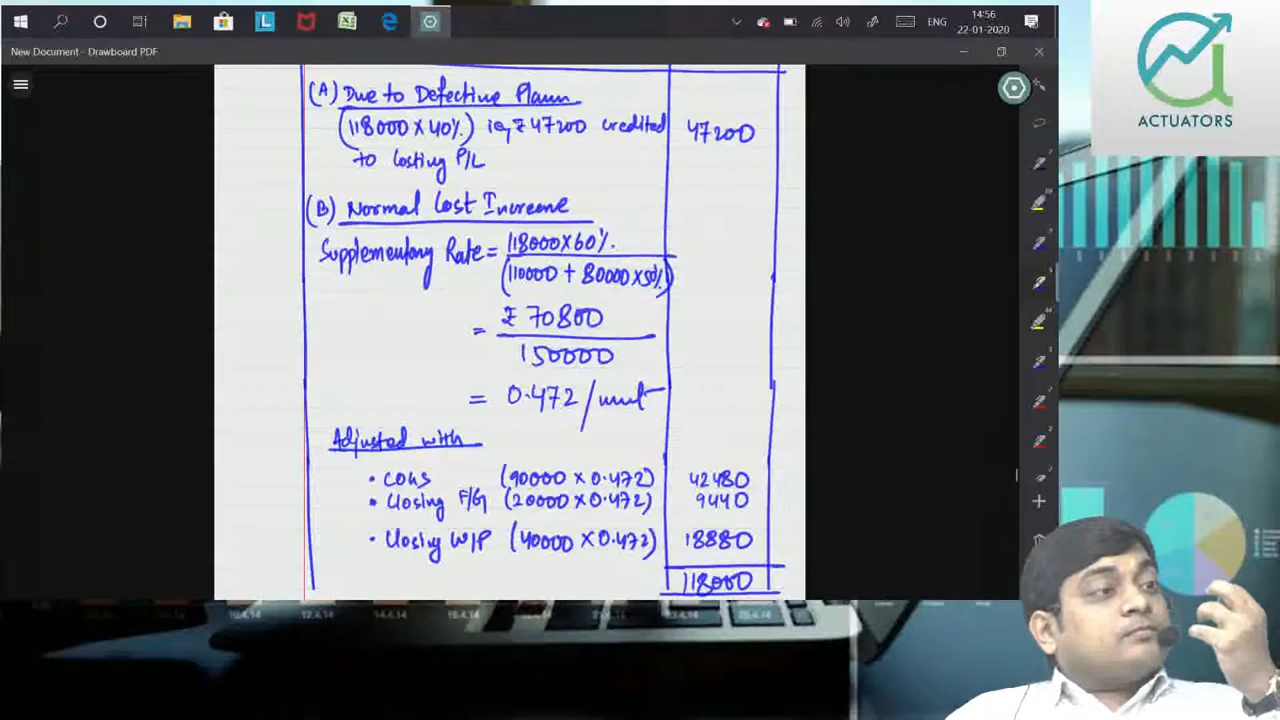 14:56
ENG
22-01-2020
New Document - Drawboard PDF
ACTUATORS
(A) Due to Defective Plann
(118000 × 40%) ie, ₹ 47200 credited 47200
to Costing P/L
(B) Normal Cost Increase
Supplementary Rate = 118000 × 60%
(110000 + 80000 × 50%)
= ₹ 70800
150000
= 0.472 / unit
Adjusted with
• COGS (90000 × 0.472) 42480
• Closing F/G (20000 × 0.472) 9440
• Closing WIP (40000 × 0.472) 18880
118000